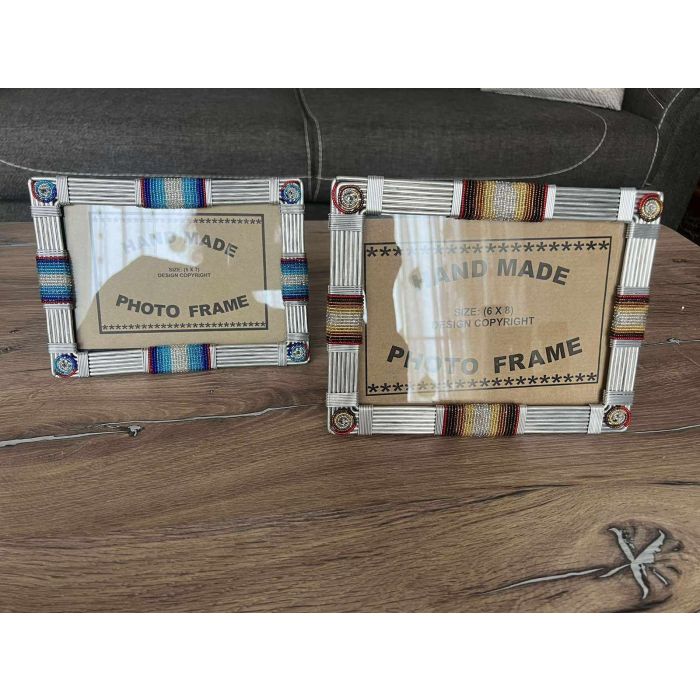 HAND MADE
SIZE: (5 X 7)
DESIGN COPYRIGHT
PHOTO FRAME
HAND MADE
SIZE: (6 X 8)
DESIGN COPYRIGHT
PHOTO FRAME